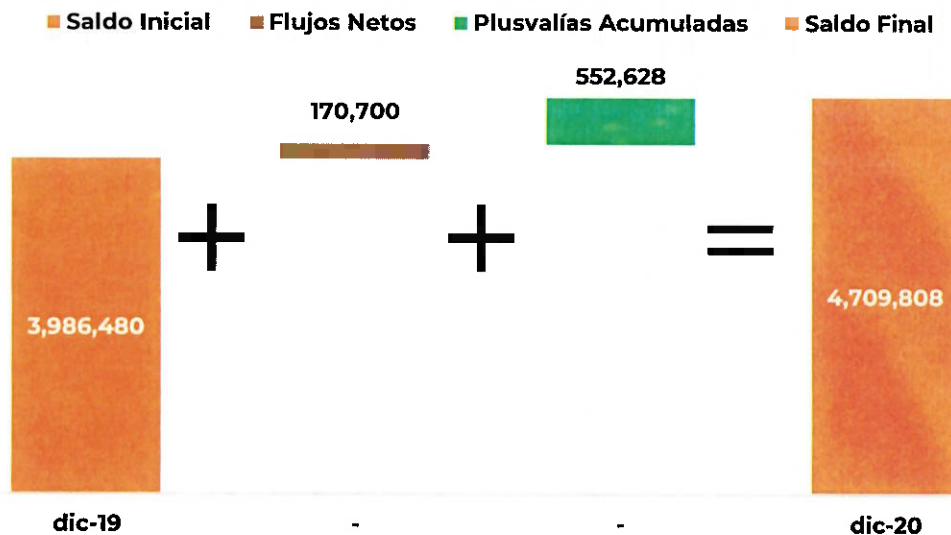 Saldo Inicial Flujos Netos Plusvalías Acumuladas Saldo Final
552,628
170,700
+ + =
4,709,808
3,986,480
dic-19 - - dic-20